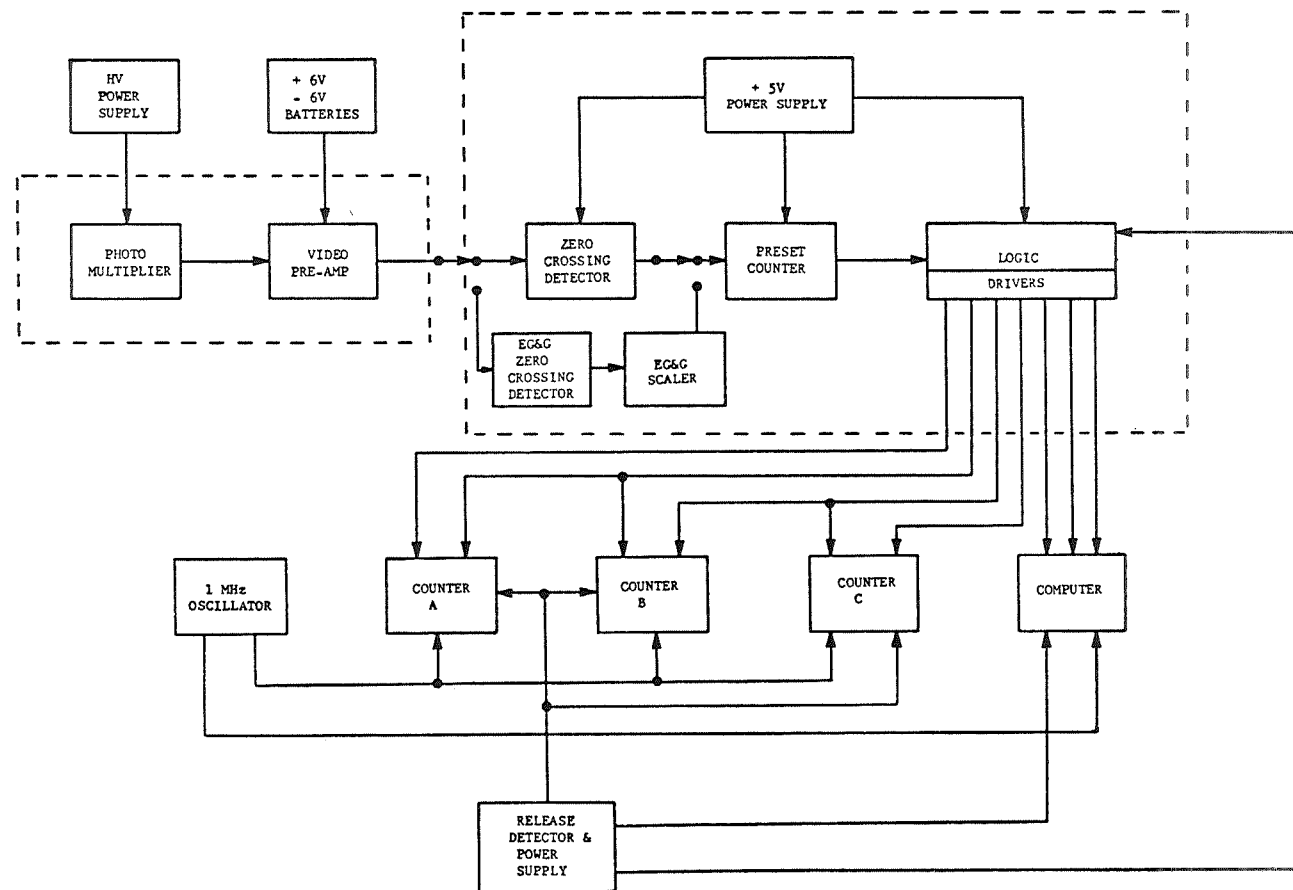 HV
POWER
SUPPLY
+ 6V
- 6V
BATTERIES
+ 5V
POWER SUPPLY
PHOTO
MULTIPLIER
VIDEO
PRE-AMP
ZERO
CROSSING
DETECTOR
PRESET
COUNTER
LOGIC
DRIVERS
EG&G
ZERO
CROSSING
DETECTOR
EG&G
SCALER
1 MHz
OSCILLATOR
COUNTER
A
COUNTER
B
COUNTER
C
COMPUTER
RELEASE
DETECTOR &
POWER
SUPPLY